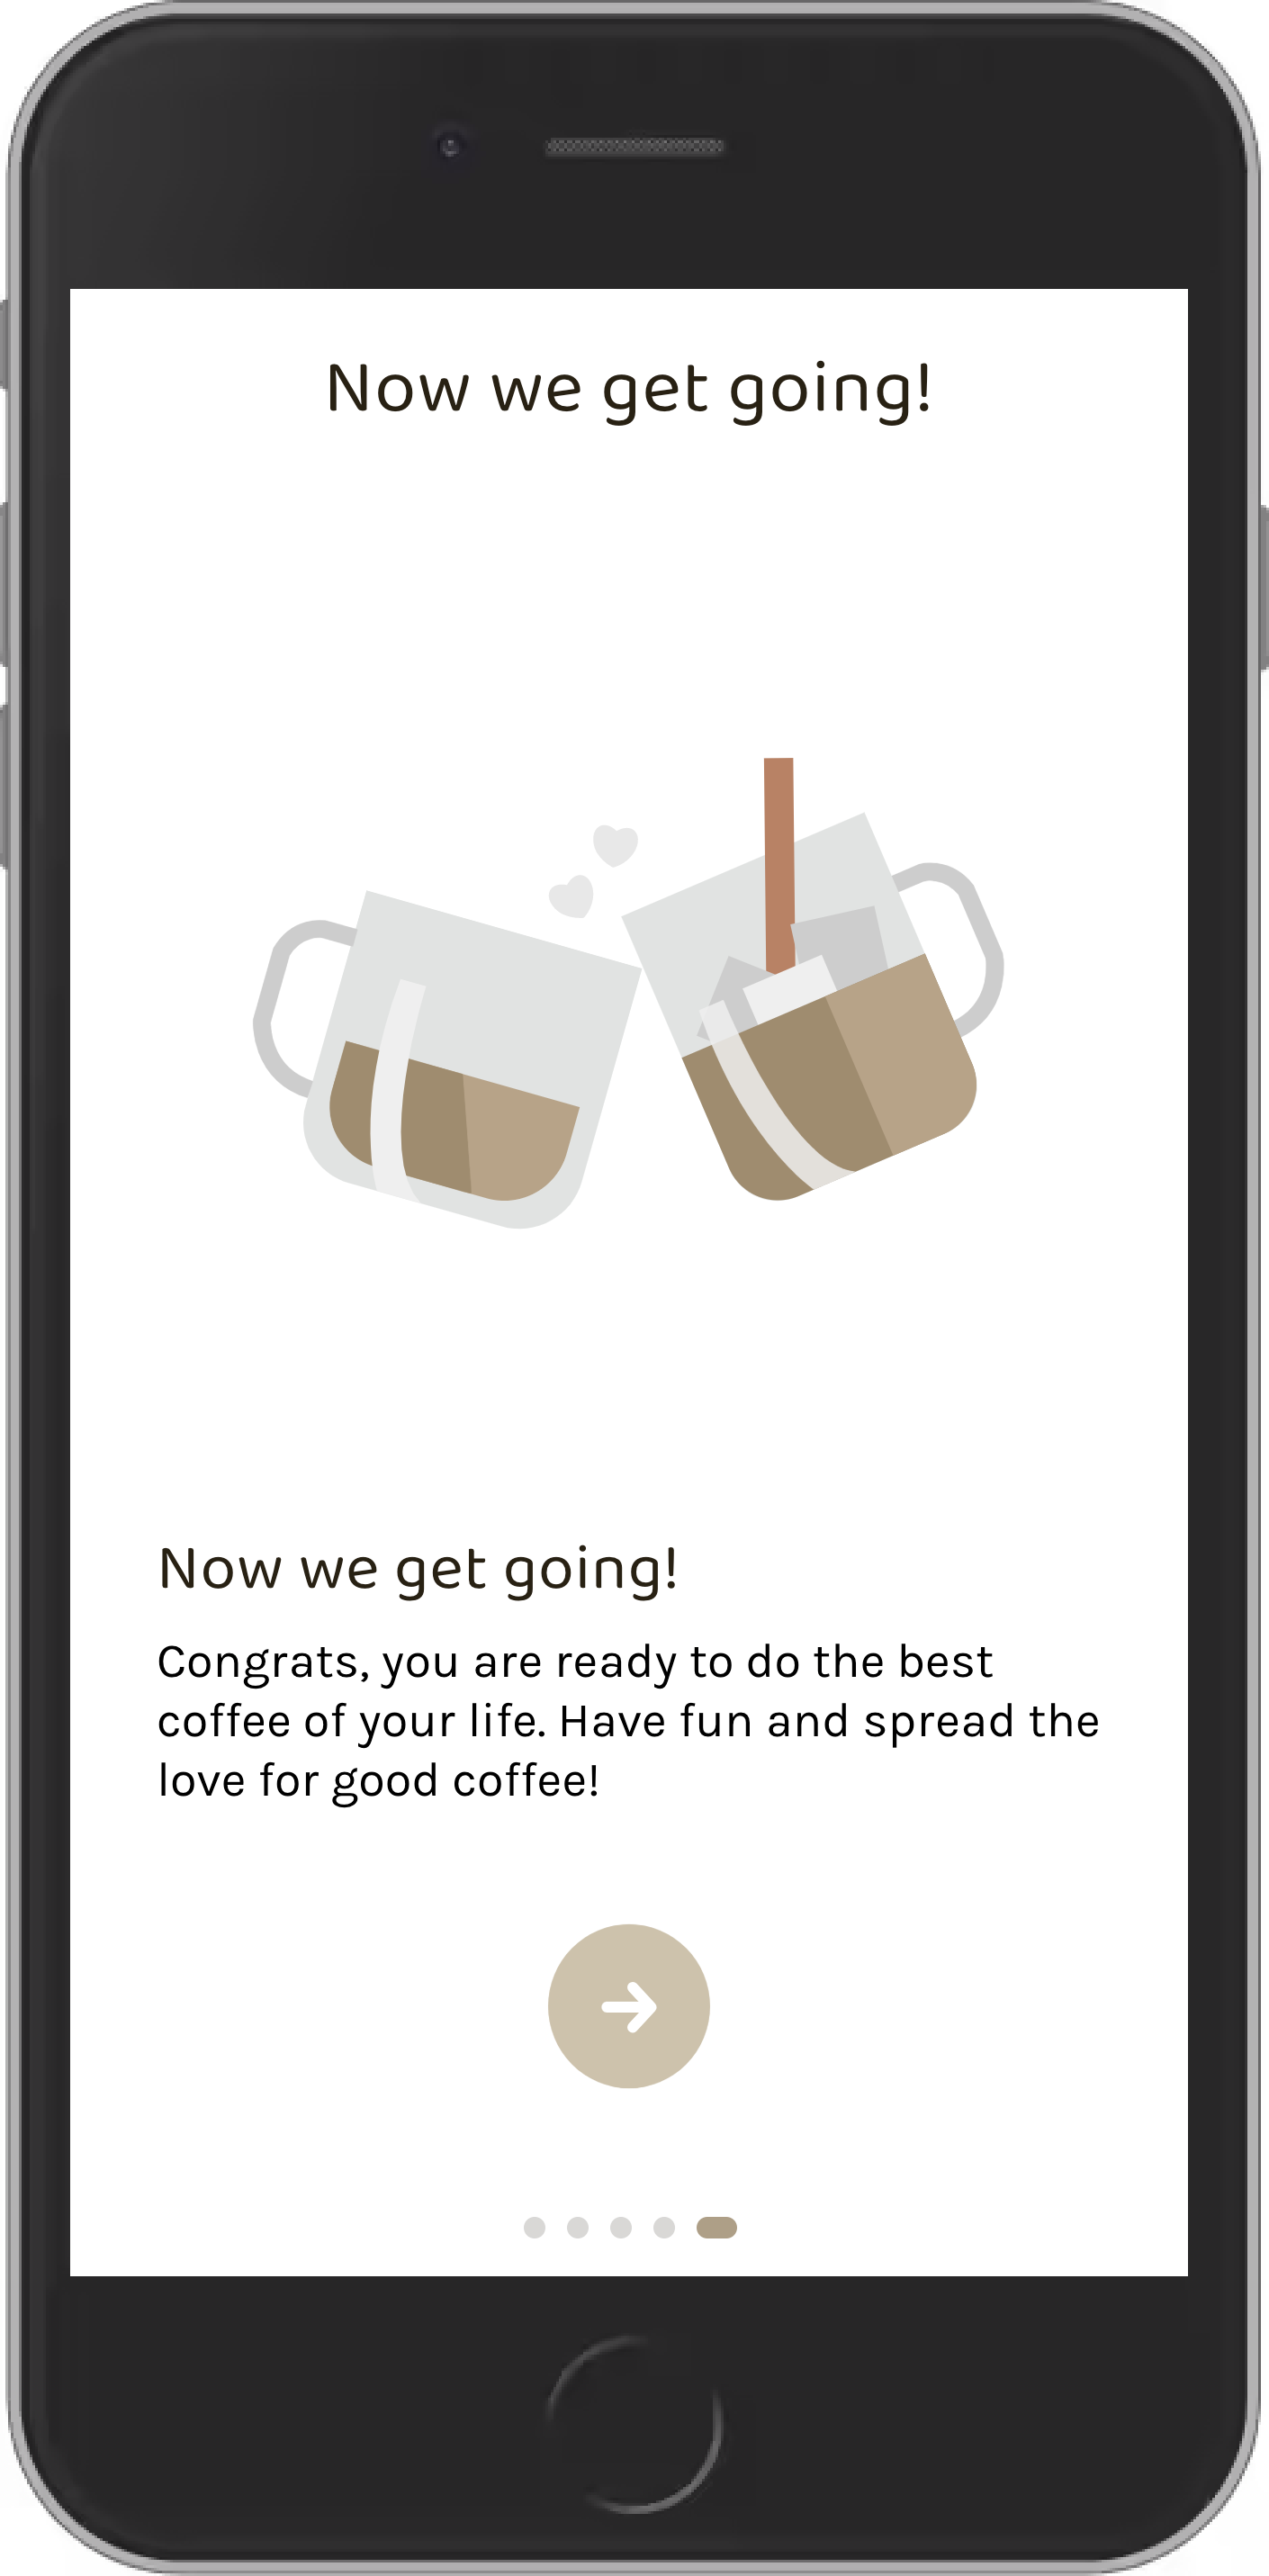 Now we get going!
Now we get going!
Congrats, you are ready to do the best
coffee of your life. Have fun and spread the
love for good coffee!